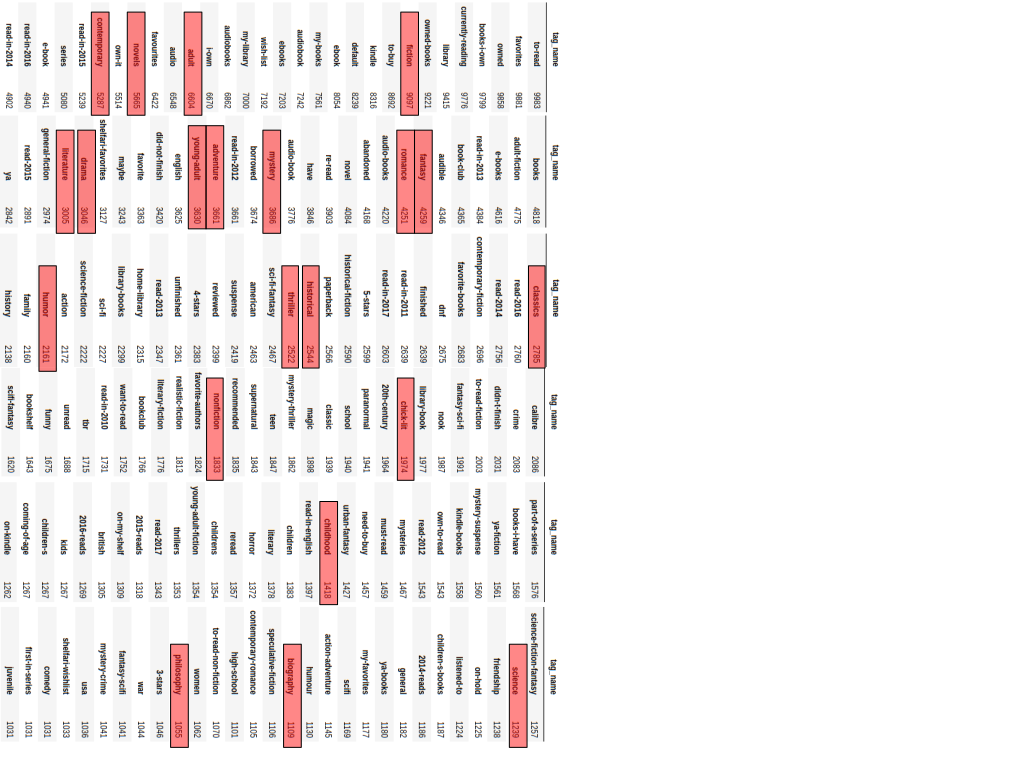 tag_name
to-read 9983
favorites 9881
owned 9858
books-i-own 9799
currently-reading 9776
library 9415
owned-books 9221
fiction 9097
to-buy 8692
kindle 8316
default 8239
ebook 8054
my-books 7561
audiobook 7242
ebooks 7203
wish-list 7192
my-library 7000
audiobooks 6862
i-own 6670
adult 6604
audio 6548
favourites 6422
novels 5665
own-it 5514
contemporary 5287
read-in-2015 5239
series 5080
e-book 4941
read-in-2016 4940
read-in-2014 4902
tag_name
books 4818
adult-fiction 4775
e-books 4616
read-in-2013 4384
book-club 4365
audible 4346
fantasy 4259
romance 4251
audio-books 4220
abandoned 4168
novel 4084
re-read 3903
have 3846
audio-book 3776
mystery 3686
borrowed 3674
read-in-2012 3661
adventure 3661
young-adult 3630
english 3625
did-not-finish 3420
favorite 3363
maybe 3243
shelfari-favorites 3127
drama 3046
literature 3005
general-fiction 2974
read-2015 2891
ya 2842
tag_name
classics 2785
read-2016 2760
read-2014 2756
contemporary-fiction 2696
favorite-books 2683
dnf 2675
finished 2639
read-in-2011 2639
read-in-2017 2603
5-stars 2599
historical-fiction 2590
paperback 2566
historical 2544
thriller 2522
sci-fi-fantasy 2467
american 2463
suspense 2419
reviewed 2399
4-stars 2383
unfinished 2361
read-2013 2347
home-library 2315
library-books 2299
sci-fi 2227
science-fiction 2222
action 2172
humor 2161
family 2160
history 2138
tag_name
calibre 2086
crime 2083
didn-t-finish 2031
to-read-fiction 2003
fantasy-sci-fi 1991
nook 1987
library-book 1977
chick-lit 1974
20th-century 1964
paranormal 1941
school 1940
classic 1939
magic 1898
mystery-thriller 1862
teen 1847
supernatural 1843
recommended 1835
nonfiction 1833
favorite-authors 1824
realistic-fiction 1813
literary-fiction 1776
bookclub 1766
want-to-read 1752
read-in-2010 1731
tbr 1715
unread 1688
funny 1675
bookshelf 1643
scifi-fantasy 1620
tag_name
part-of-a-series 1576
books-i-have 1568
ya-fiction 1561
mystery-suspense 1560
kindle-books 1558
own-to-read 1543
read-2012 1543
mysteries 1467
must-read 1459
need-to-buy 1457
urban-fantasy 1427
childhood 1418
read-in-english 1397
children 1383
literary 1378
horror 1372
reread 1357
childrens 1354
young-adult-fiction 1354
thrillers 1353
read-2017 1343
2015-reads 1318
on-my-shelf 1309
british 1305
2016-reads 1269
kids 1267
children-s 1267
coming-of-age 1267
on-kindle 1262
tag_name
science-fiction-fantasy 1257
science 1239
friendship 1238
on-hold 1225
listened-to 1224
children-s-books 1187
2014-reads 1186
general 1182
ya-books 1180
my-favorites 1177
scifi 1169
action-adventure 1145
humour 1130
biography 1109
speculative-fiction 1106
contemporary-romance 1105
high-school 1101
to-read-non-fiction 1070
women 1062
philosophy 1055
3-stars 1046
war 1044
fantasy-scifi 1041
mystery-crime 1041
usa 1036
shelfari-wishlist 1033
comedy 1031
first-in-series 1031
juvenile 1031